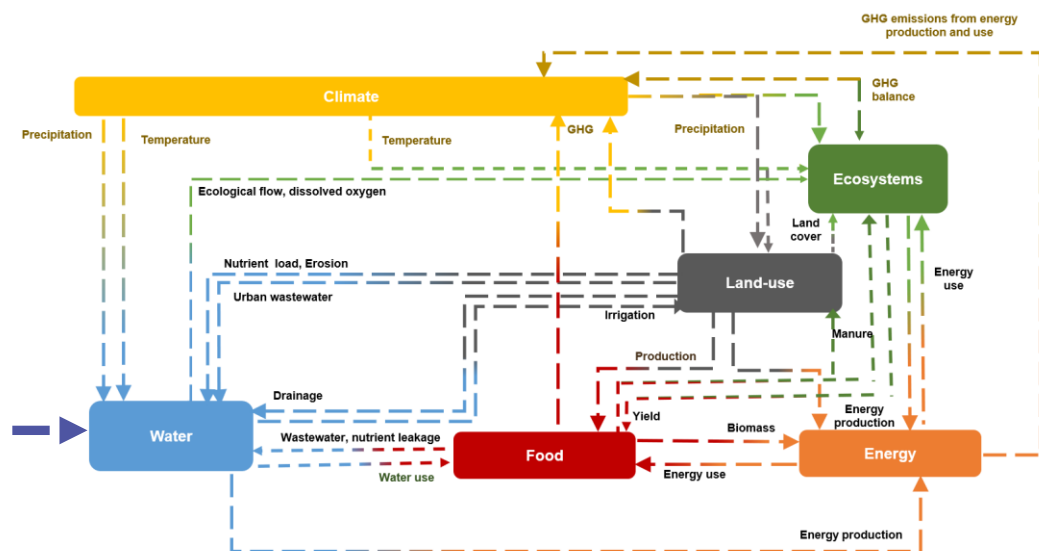 GHG emissions from energy
production and use
Climate
GHG
balance
Precipitation
Temperature
Temperature
GHG
Precipitation
Ecosystems
Ecological flow, dissolved oxygen
Land
cover
Nutrient load, Erosion
Land-use
Energy
use
Urban wastewater
Irrigation
Manure
Production
Drainage
Yield
Energy
production
Water
Wastewater, nutrient leakage
Biomass
Food
Energy
Water use
Energy use
Energy production